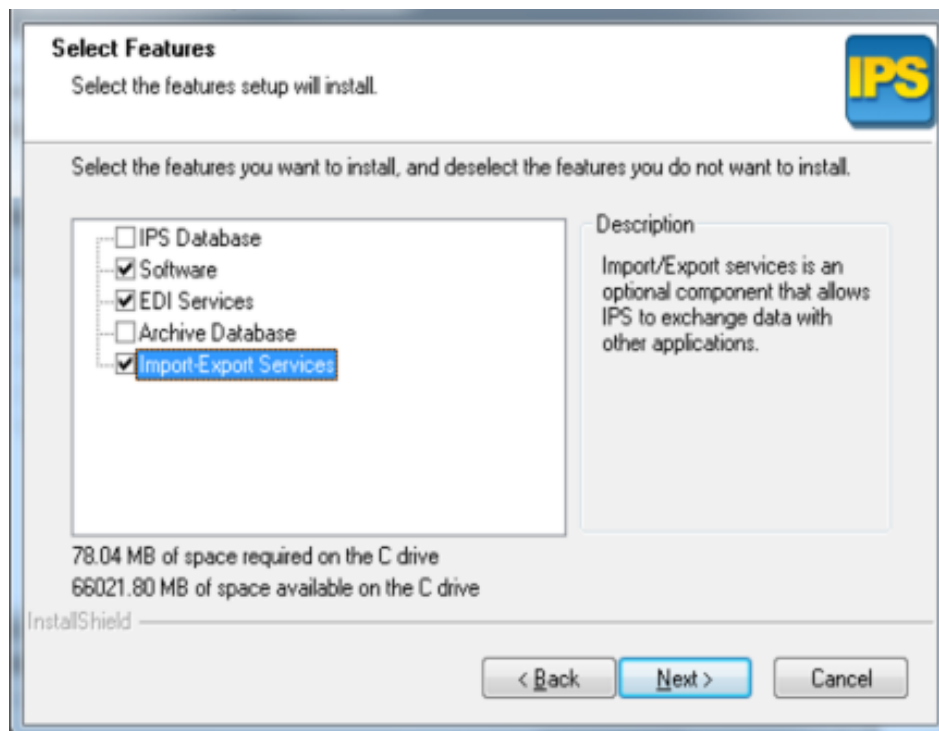 Select Features
Select the features setup will install.
IPS
Select the features you want to install, and deselect the features you do not want to install.
IPS Database
Software
EDI Services
Archive Database
Import-Export Services
Description
Import/Export services is an
optional component that allows
IPS to exchange data with
other applications.
78.04 MB of space required on the C drive
66021.80 MB of space available on the C drive
InstallShield
< Back
Next >
Cancel